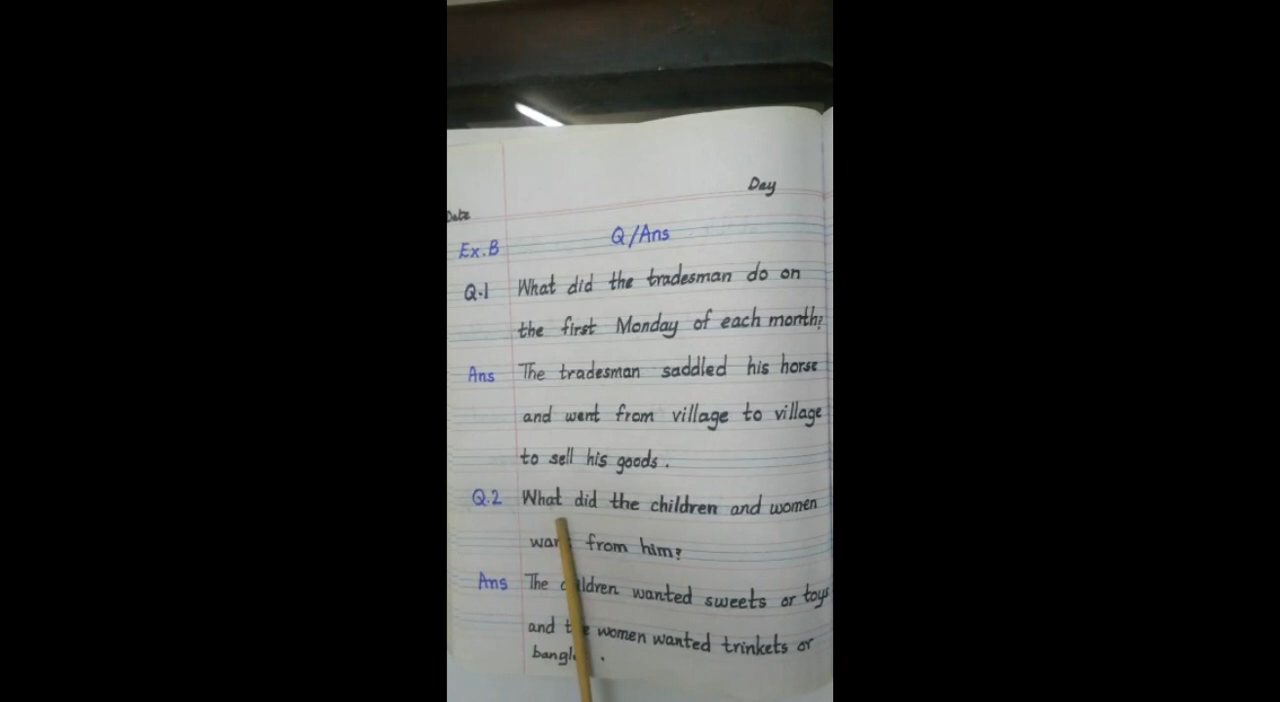 Day
Date
Ex.B Q/Ans
Q.1 What did the tradesman do on
the first Monday of each month?
Ans The tradesman saddled his horse
and went from village to village
to sell his goods.
Q.2 What did the children and women
from him?
Ans The wanted sweets or toys
and women wanted trinkets or